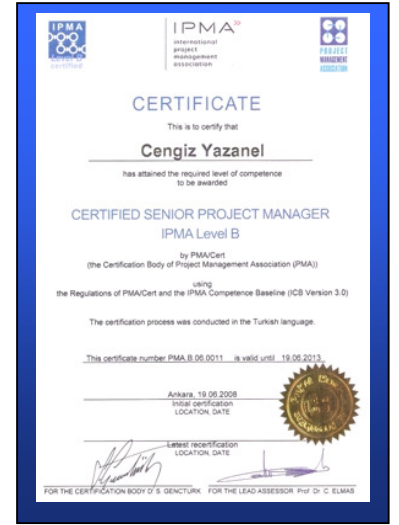 IPMA
certified
IPMA
international
project
management
association
PROJECT
MANAGEMENT
ASSOCIATION
CERTIFICATE
This is to certify that
Cengiz Yazanel
has attained the required level of competence
to be awarded
CERTIFIED SENIOR PROJECT MANAGER
IPMA Level B
by PMA/Cert
(the Certification Body of Project Management Association (PMA))
using
the Regulations of PMA/Cert and the IPMA Competence Baseline (ICB Version 3.0)
The certification process was conducted in the Turkish language.
This certificate number PMA.B.06.0011 is valid until 19.06.2013
Ankara, 19.06.2008
Initial certification
LOCATION, DATE
Latest recertification
LOCATION, DATE
FOR THE CERTIFICATION BODY D' S. GENCTURK FOR THE LEAD ASSESSOR Prof. Dr. C. ELMAS